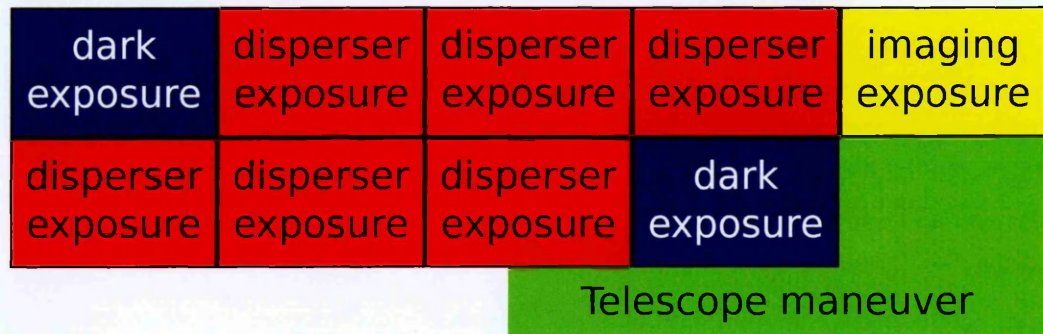 dark
exposure
disperser
exposure
disperser
exposure
disperser
exposure
imaging
exposure
disperser
exposure
disperser
exposure
disperser
exposure
dark
exposure
Telescope maneuver